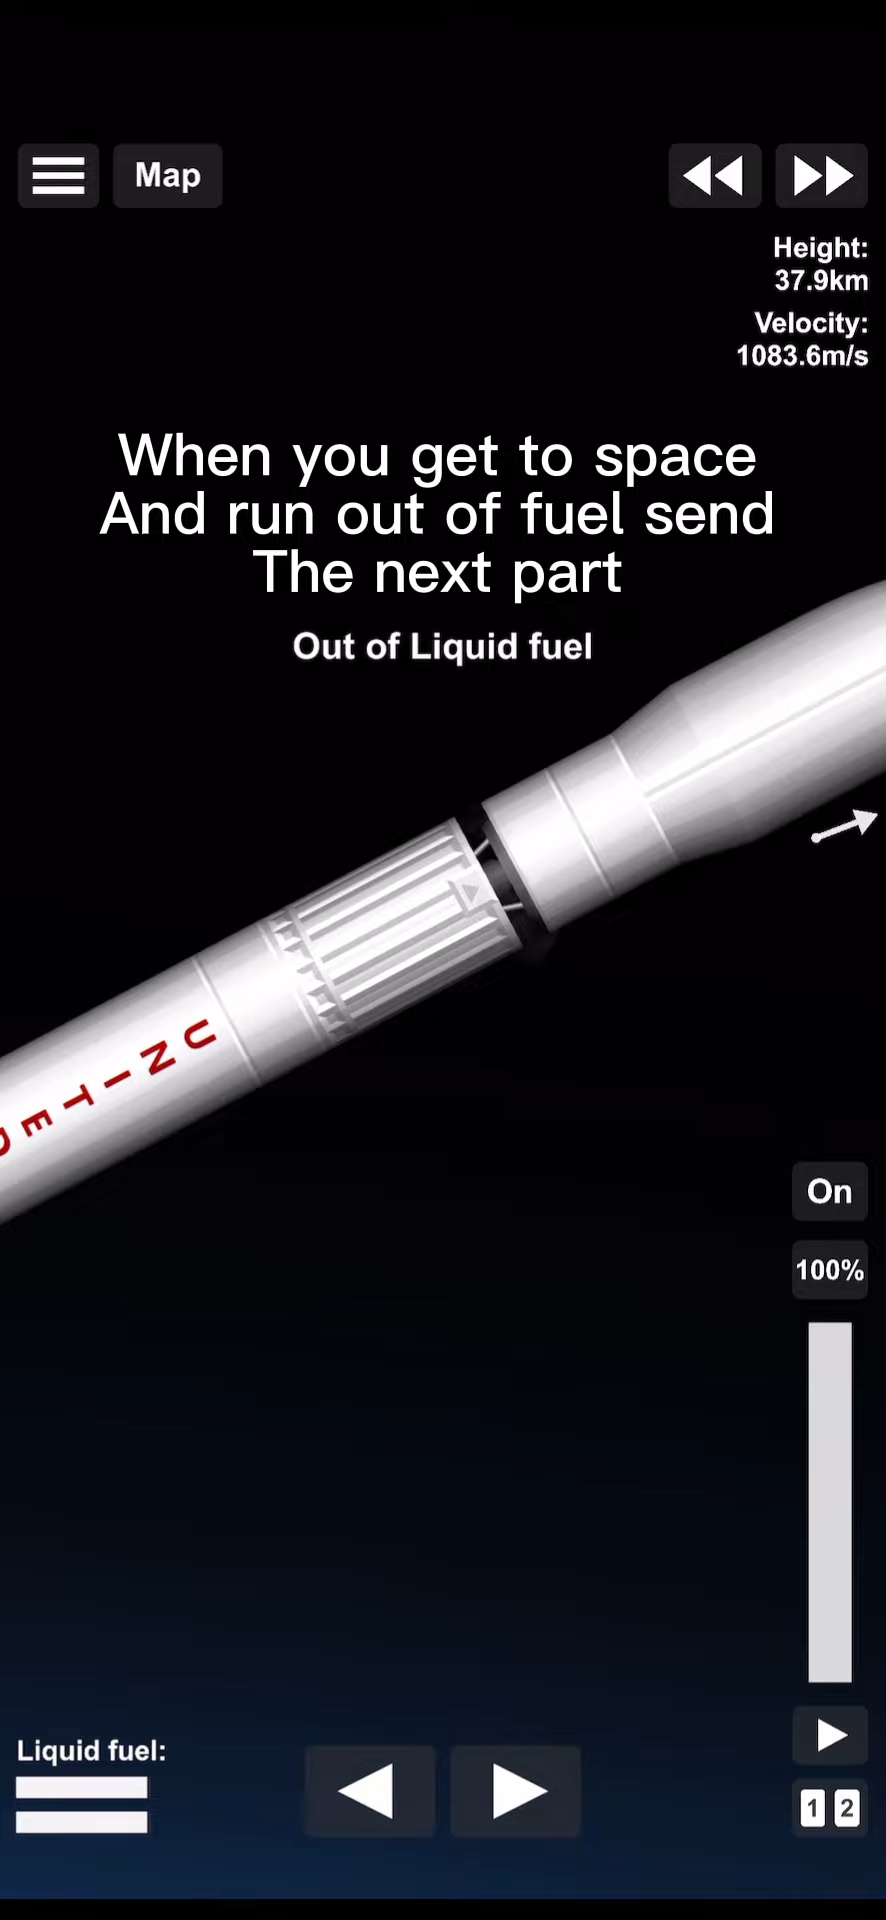 Map
Height:
37.9km
Velocity:
1083.6m/s
When you get to space
And run out of fuel send
The next part
Out of Liquid fuel
UNITED
On
100%
Liquid fuel:
1 2